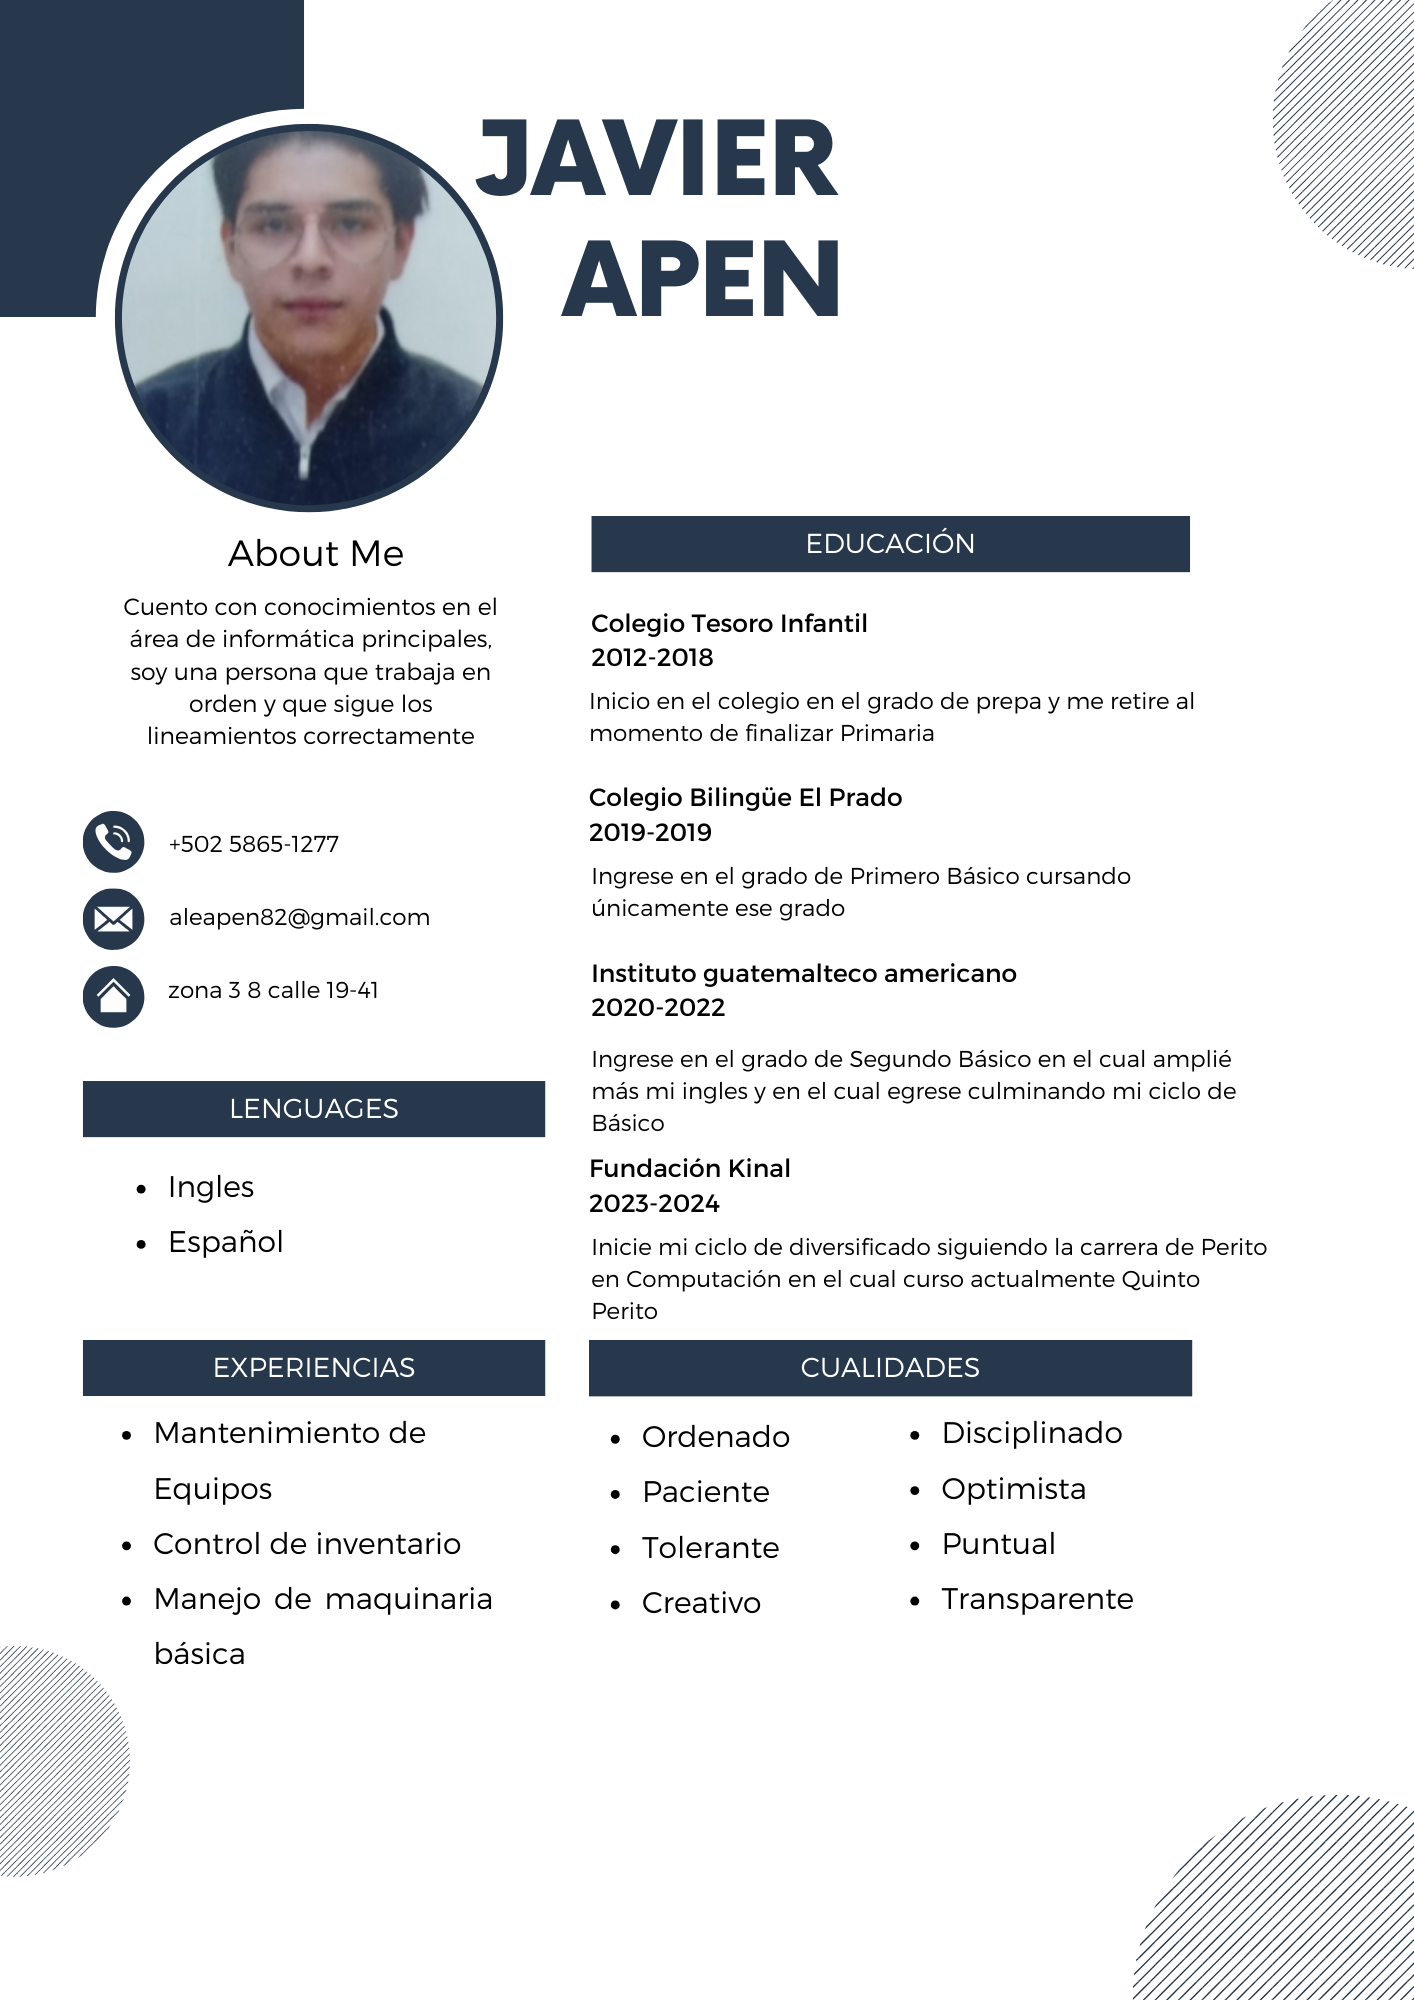 JAVIER
APEN
About Me
Cuento con conocimientos en el
área de informática principales,
soy una persona que trabaja en
orden y que sigue los
lineamientos correctamente
+502 5865-1277
aleapen82@gmail.com
zona 3 8 calle 19-41
LENGUAGES
Ingles
Español
EXPERIENCIAS
Mantenimiento de
Equipos
Control de inventario
Manejo de maquinaria
básica
EDUCACIÓN
Colegio Tesoro Infantil
2012-2018
Inicio en el colegio en el grado de prepa y me retire al
momento de finalizar Primaria
Colegio Bilingüe El Prado
2019-2019
Ingrese en el grado de Primero Básico cursando
únicamente ese grado
Instituto guatemalteco americano
2020-2022
Ingrese en el grado de Segundo Básico en el cual amplié
más mi ingles y en el cual egrese culminando mi ciclo de
Básico
Fundación Kinal
2023-2024
Inicie mi ciclo de diversificado siguiendo la carrera de Perito
en Computación en el cual curso actualmente Quinto
Perito
CUALIDADES
Ordenado
Paciente
Tolerante
Creativo
Disciplinado
Optimista
Puntual
Transparente